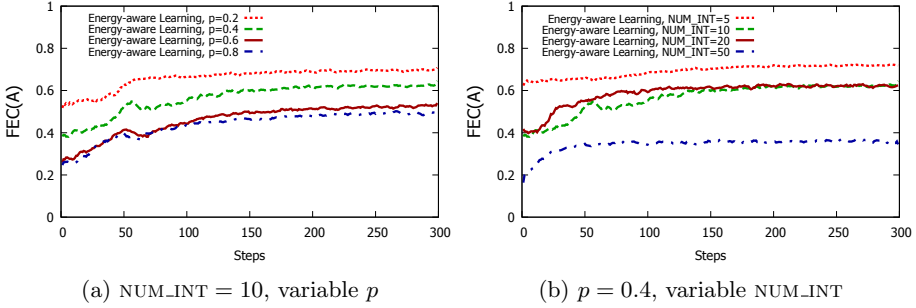 Energy-aware Learning, p=0.2
Energy-aware Learning, p=0.4
Energy-aware Learning, p=0.6
Energy-aware Learning, p=0.8
1
0.8
0.6
0.4
0.2
0
FEC(A)
0 50 100 150 200 250 300
Steps
(a) NUM_INT = 10, variable p
Energy-aware Learning, NUM_INT=5
Energy-aware Learning, NUM_INT=10
Energy-aware Learning, NUM_INT=20
Energy-aware Learning, NUM_INT=50
1
0.8
0.6
0.4
0.2
0
FEC(A)
0 50 100 150 200 250 300
Steps
(b) p = 0.4, variable NUM_INT